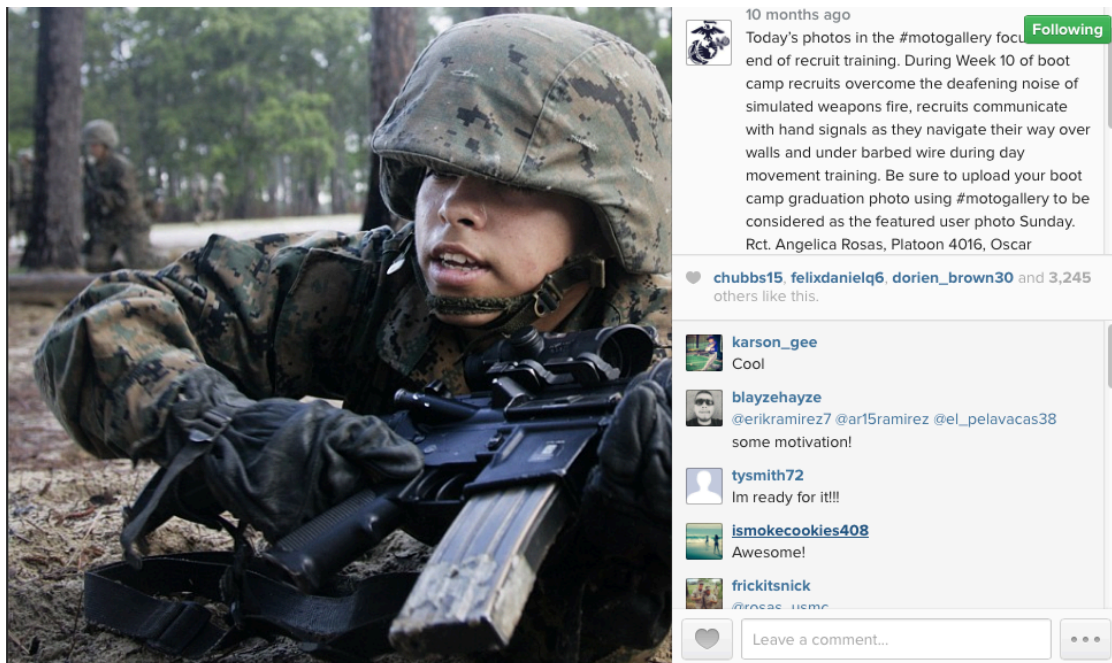 10 months ago
Following
Today's photos in the #motogallery
end of recruit training. During Week 10 of boot
camp recruits overcome the deafening noise of
simulated weapons fire, recruits communicate
with hand signals as they navigate their way over
walls and under barbed wire during day
movement training. Be sure to upload your boot
camp graduation photo using #motogallery to be
considered as the featured user photo Sunday.
Rct. Angelica Rosas, Platoon 4016, Oscar
chubbs15, felixdanielq6, dorien_brown30 and 3,245
others like this.
karson_gee
Cool
blayzehayze
@erikramirez7 @ar15ramirez @el_pelavacas38
some motivation!
tysmith72
Im ready for it!!!
ismokecookies408
Awesome!
frickitsnick
@rosas_usmc
Leave a comment...